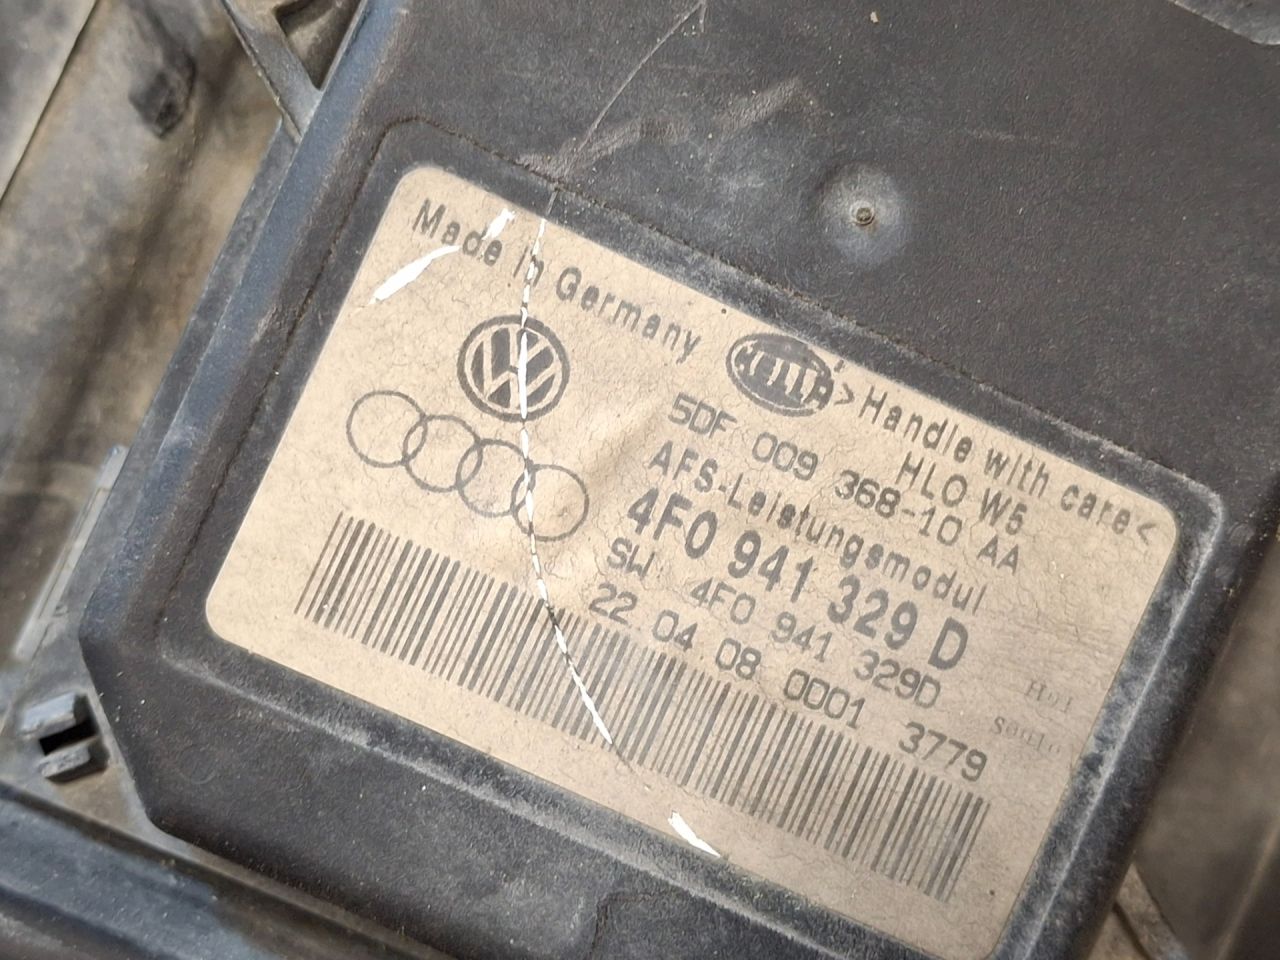 Made in Germany
HELLA
>Handle with care<
HLO W5
5DF 009 368-10 AA
AFS-Leistungsmodul
4F0 941 329 D
SW 4F0 941 329D
22 04 08 0001 3779